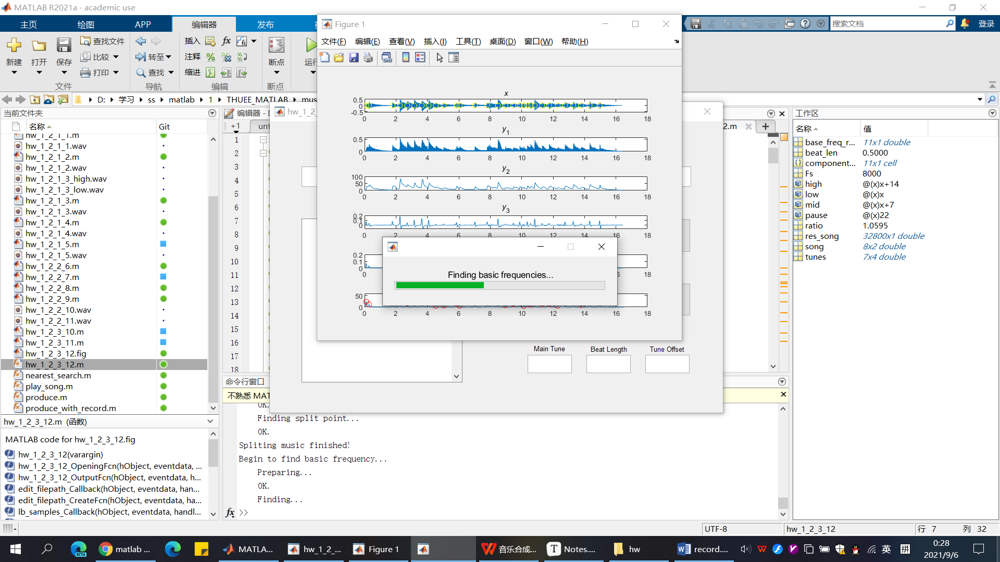 MATLAB R2021a - academic use
主页 绘图 APP 编辑器 发布
搜索文档 登录
新建 打开 保存 查找文件 比较 打印 转至 查找 插入 注释 缩进 断点 运行
文件 导航 编辑 断点
D: 学习 ss matlab 1 THUEE_MATLAB mus
当前文件夹
名称 Git
hw_1_2_1_1.m
hw_1_2_1_1.wav
hw_1_2_1_2.m
hw_1_2_1_2.wav
hw_1_2_1_3_high.wav
hw_1_2_1_3_low.wav
hw_1_2_1_3.m
hw_1_2_1_3.wav
hw_1_2_1_4.m
hw_1_2_1_4.wav
hw_1_2_1_5.m
hw_1_2_1_5.wav
hw_1_2_2_6.m
hw_1_2_2_7.m
hw_1_2_2_8.m
hw_1_2_2_9.m
hw_1_2_2_10.wav
hw_1_2_2_11.wav
hw_1_2_3_10.m
hw_1_2_3_11.m
hw_1_2_3_12.fig
hw_1_2_3_12.m
nearest_search.m
play_song.m
produce.m
produce_with_record.m
hw_1_2_3_12.m (函数)
MATLAB code for hw_1_2_3_12.fig
hw_1_2_3_12(varargin)
hw_1_2_3_12_OpeningFcn(hObject, eventdata, ...
hw_1_2_3_12_OutputFcn(hObject, eventdata, h...
edit_filepath_Callback(hObject, eventdata, han...
edit_filepath_CreateFcn(hObject, eventdata, ha...
lb_samples_Callback(hObject, eventdata, handl...
编辑器 -
+1 unt 2.m
1
2
3
4
5
6
7
8
9
10
11
12
13
14
15
16
17
18
hw_1_2_
Figure 1
文件(F) 编辑(E) 查看(V) 插入(I) 工具(T) 桌面(D) 窗口(W) 帮助(H)
x
0.5
0
-0.5
0 2 4 6 8 10 12 14 16 18
y1
0.5
0
0 2 4 6 8 10 12 14 16 18
y2
100
50
0
0 2 4 6 8 10 12 14 16 18
y3
0.2
0.1
0
0 2 4 6 8 10 12 14 16 18
0.2
0.1
0
0 6 18
50
0
0 2 4 6 8 10 12 14 16 18
Finding basic frequencies...
Main Tune Beat Length Tune Offset
命令行窗口
不熟悉 MAT
OK.
Finding split point...
OK.
Spliting music finished!
Begin to find basic frequency...
Preparing...
OK.
Finding...
fx >>
工作区
名称 值
base_freq_r... 11x1 double
beat_len 0.5000
component... 11x1 cell
Fs 8000
high @(x)x+14
low @(x)x
mid @(x)x+7
pause @(x)22
ratio 1.0595
res_song 32800x1 double
song 8x2 double
tunes 7x4 double
UTF-8 hw_1_2_3_12 行 7 列 32
BETA matlab ... MATLA... hw_1_2_... Figure 1 音乐合成... Notes.... hw record.... 英 拼
0:28
2021/9/6